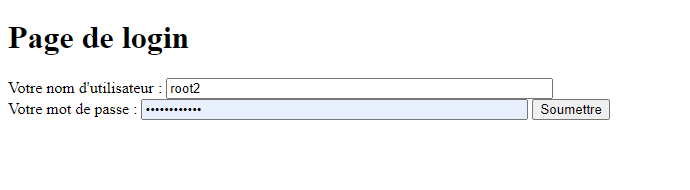 Page de login
Votre nom d'utilisateur : root2
Votre mot de passe : •••••••••••• Soumettre